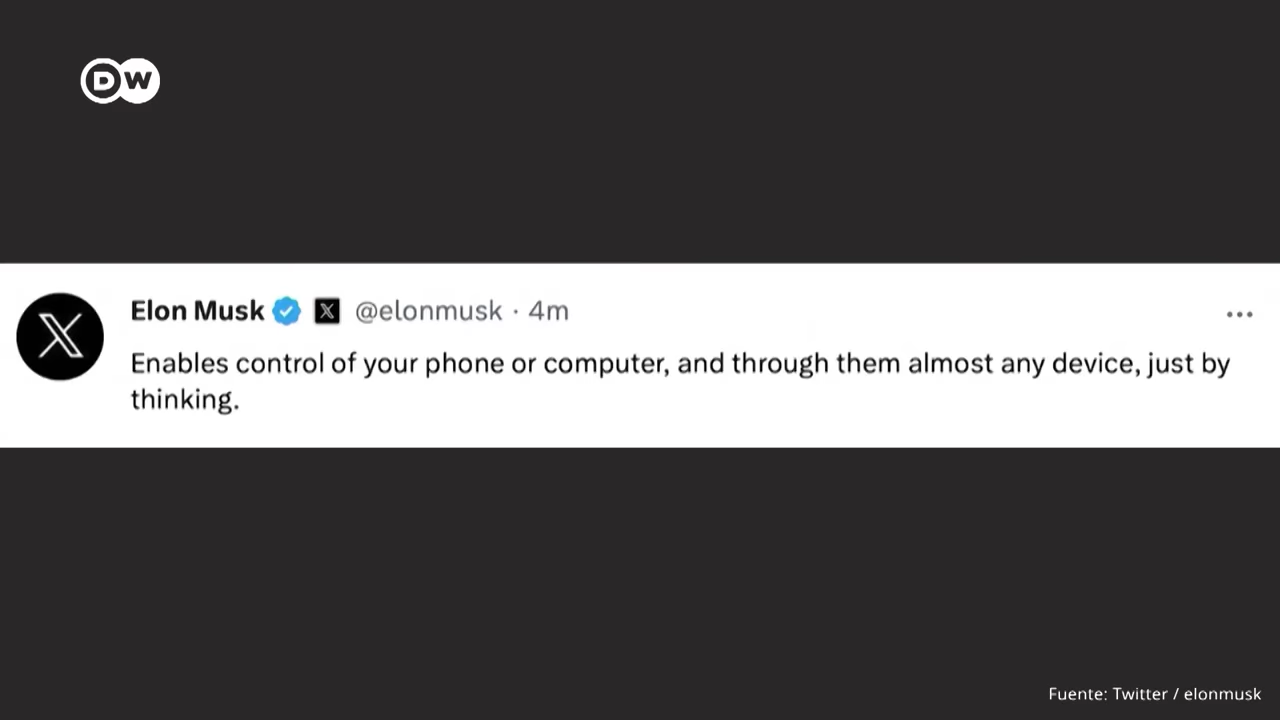 DW
Elon Musk @elonmusk · 4m
Enables control of your phone or computer, and through them almost any device, just by
thinking.
Fuente: Twitter / elonmusk